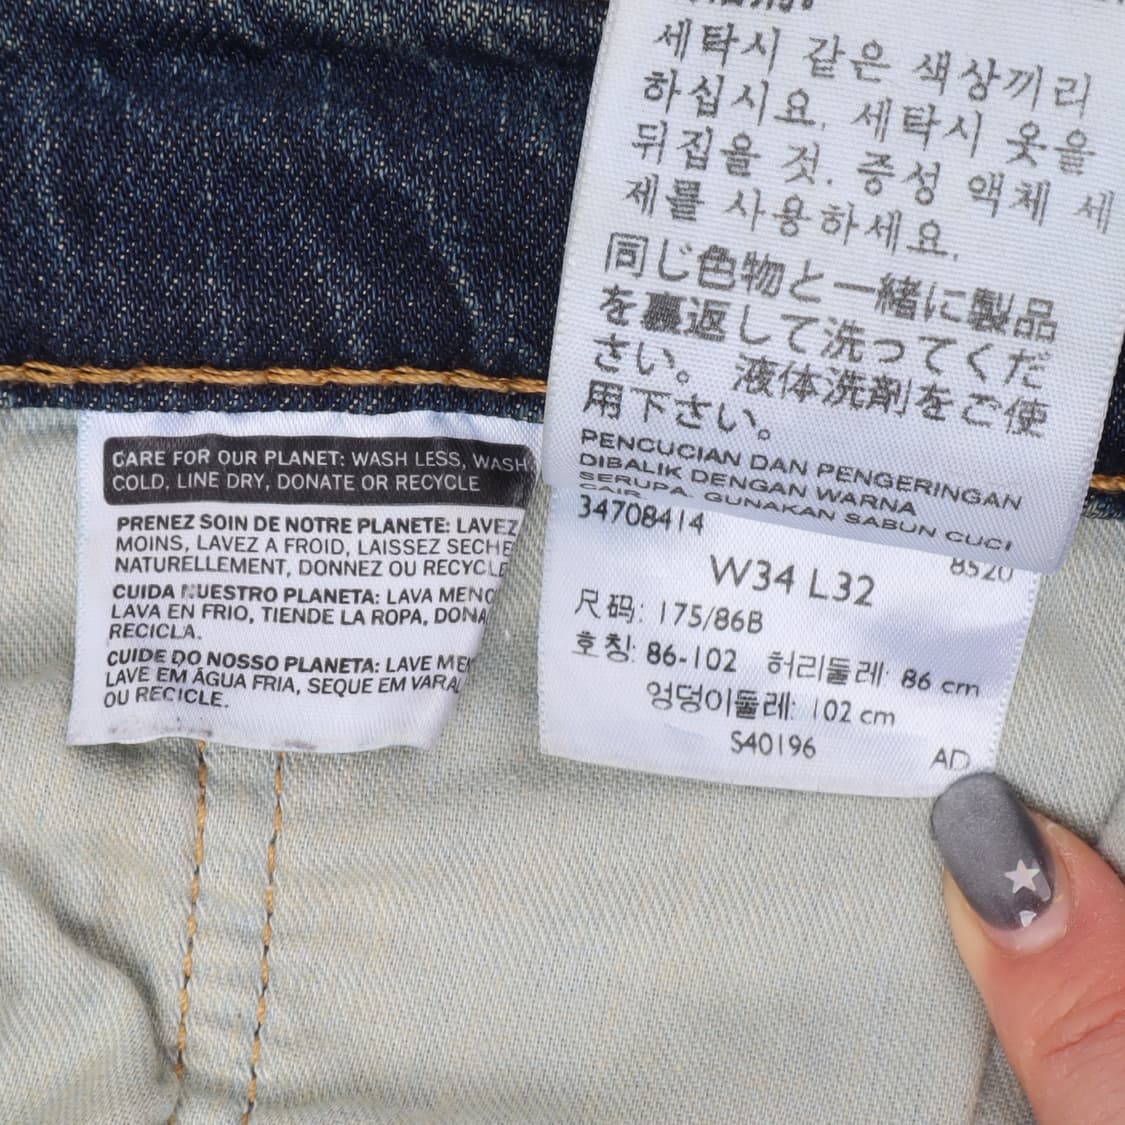 CARE FOR OUR PLANET: WASH LESS, WASH
COLD, LINE DRY, DONATE OR RECYCLE
PRENEZ SOIN DE NOTRE PLANETE: LAVEZ
MOINS, LAVEZ A FROID, LAISSEZ SECHE
NATURELLEMENT, DONNEZ OU RECYCLE
CUIDA NUESTRO PLANETA: LAVA MENO
LAVA EN FRIO, TIENDE LA ROPA, DONA
RECICLA.
CUIDE DO NOSSO PLANETA: LAVE MEN
LAVE EM ÁGUA FRIA, SEQUE EM VARAL
OU RECICLE.
세탁시 같은 색상끼리
하십시요. 세탁시 옷을
뒤집을 것. 중성 액체 세
제를 사용하세요.
同じ色物と一緒に製品
を裏返して洗ってくだ
さい。 液体洗剤をご使
用下さい。
PENCUCIAN DAN PENGERINGAN
DIBALIK DENGAN WARNA
SERUPA. GUNAKAN SABUN CUCI
CAIR.
34708414
8520
W34 L32
尺码: 175/86B
호칭: 86-102 허리둘레: 86 cm
엉덩이둘레: 102 cm
S40196
AD